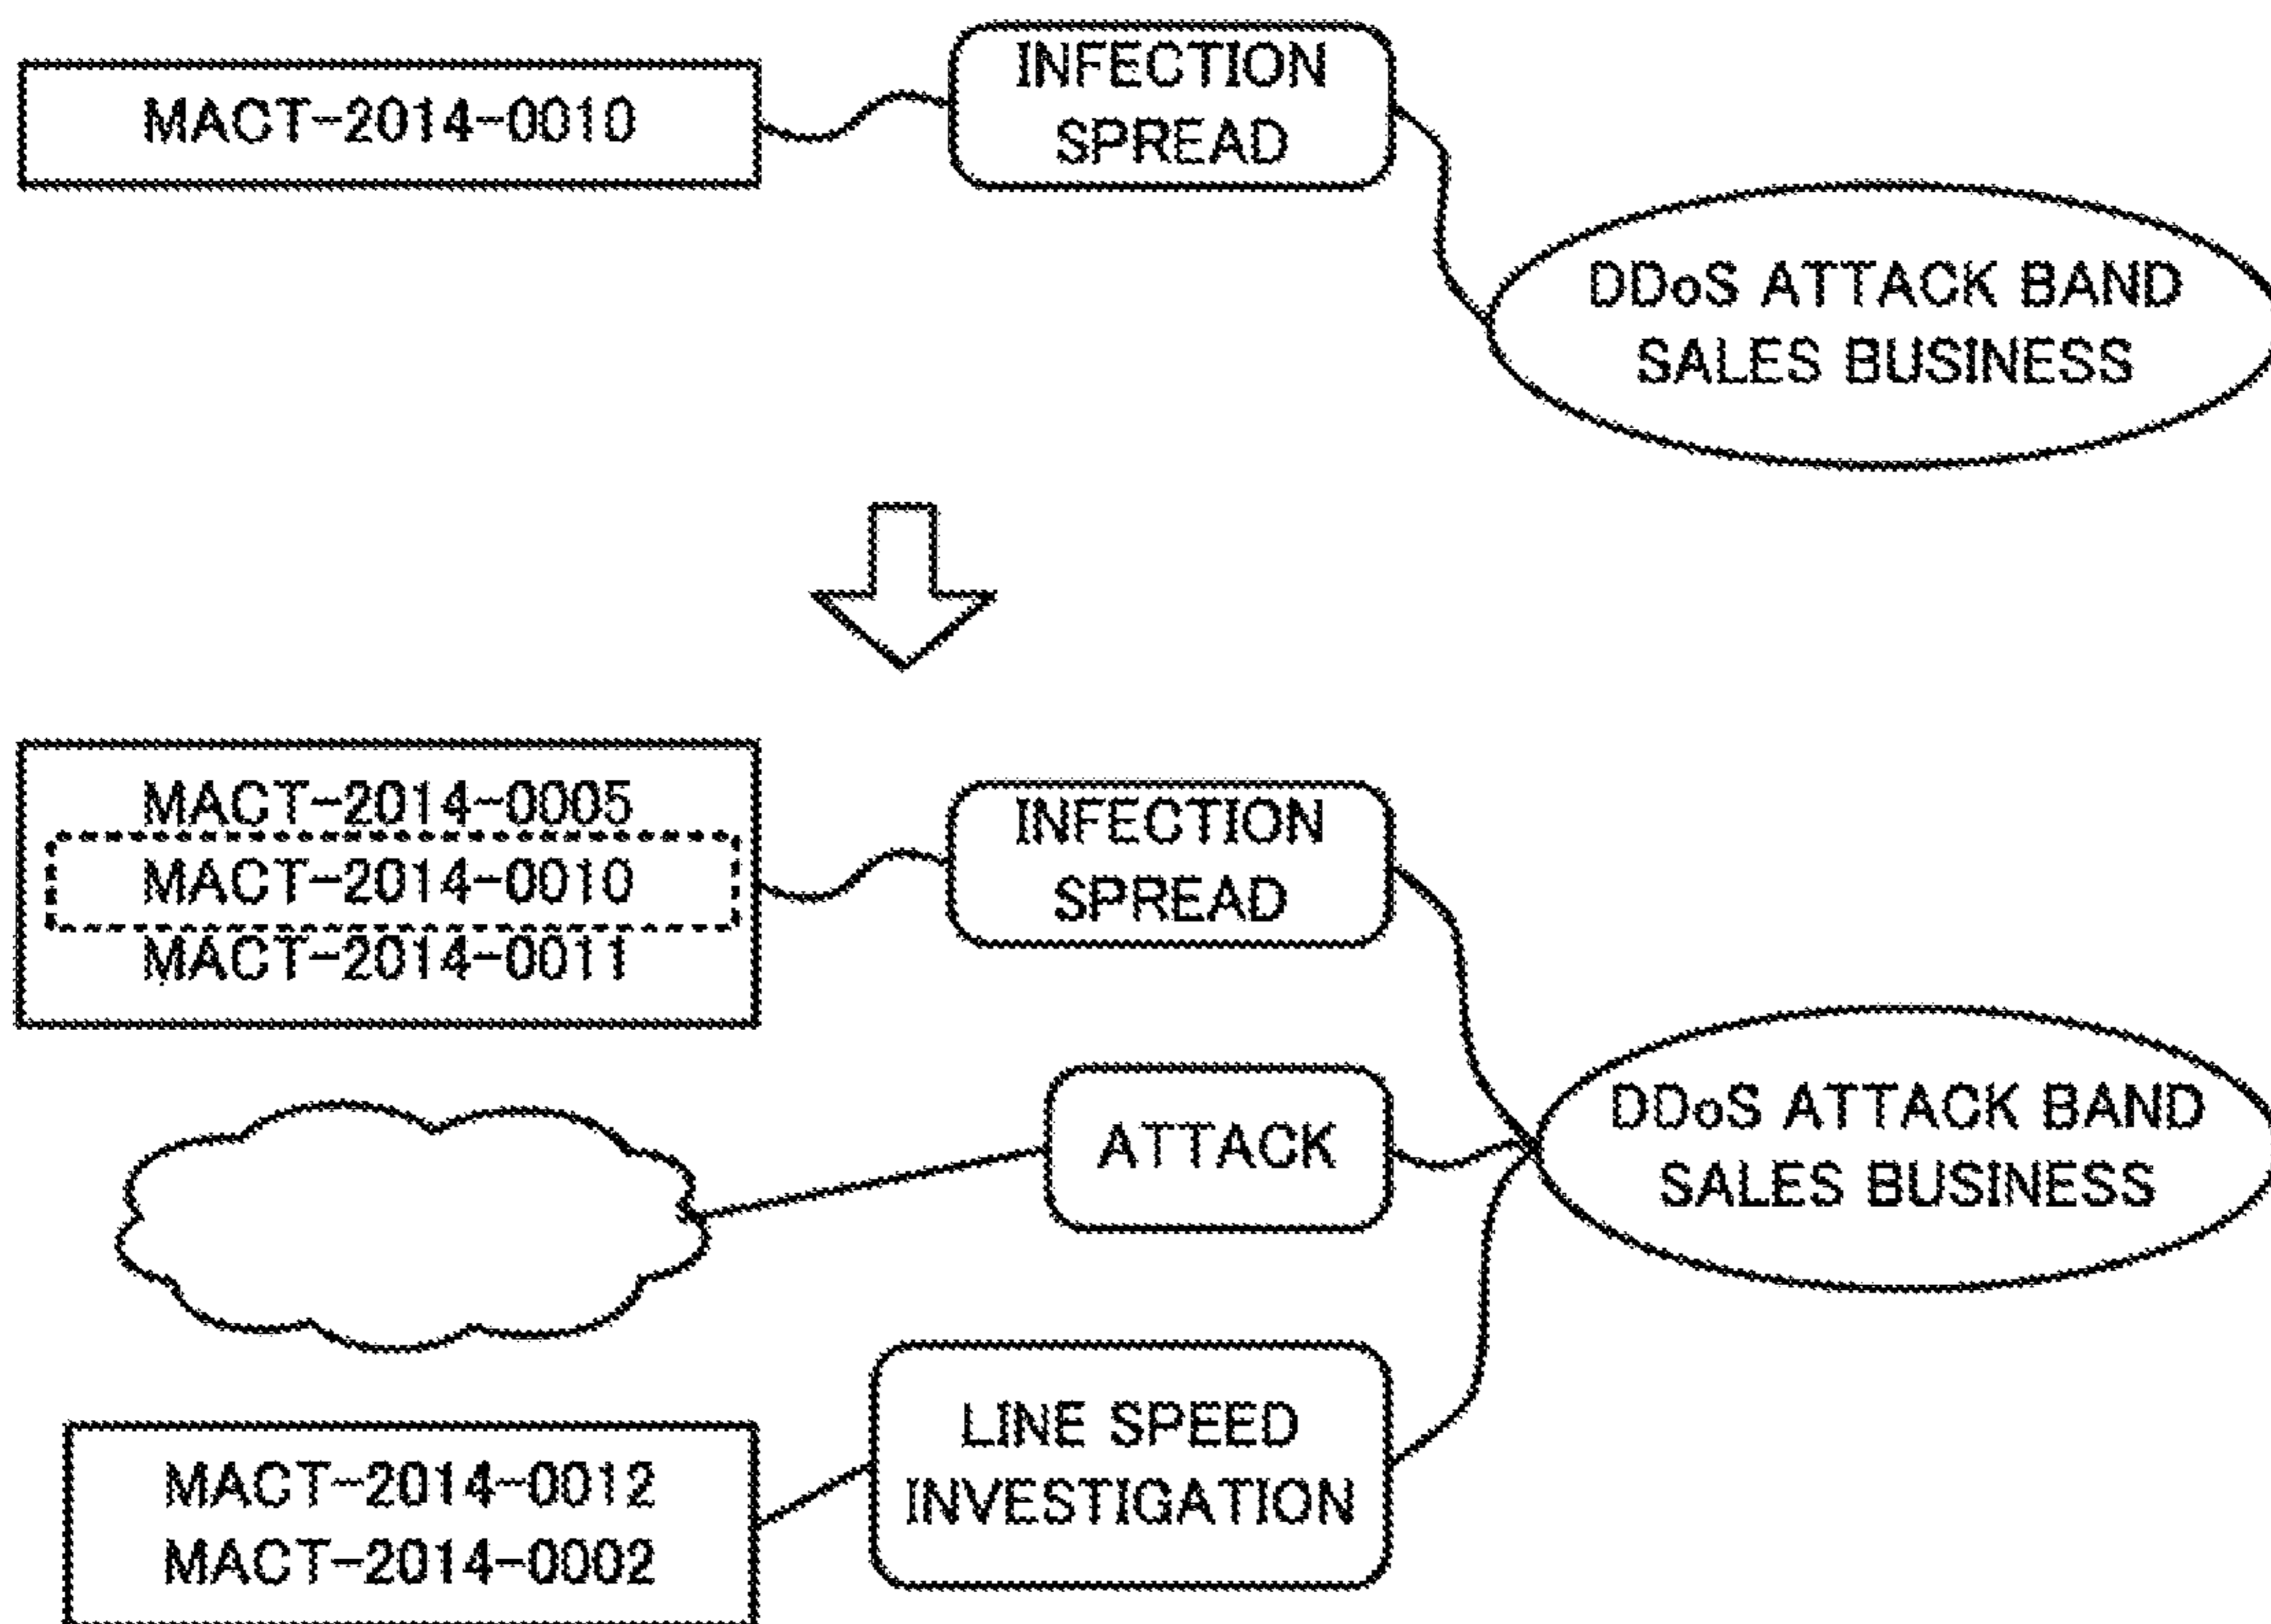 MACT-2014-0010
INFECTION
SPREAD
DDoS ATTACK BAND
SALES BUSINESS
MACT-2014-0005
MACT-2014-0010
MACT-2014-0011
INFECTION
SPREAD
ATTACK
DDoS ATTACK BAND
SALES BUSINESS
LINE SPEED
INVESTIGATION
MACT-2014-0012
MACT-2014-0002